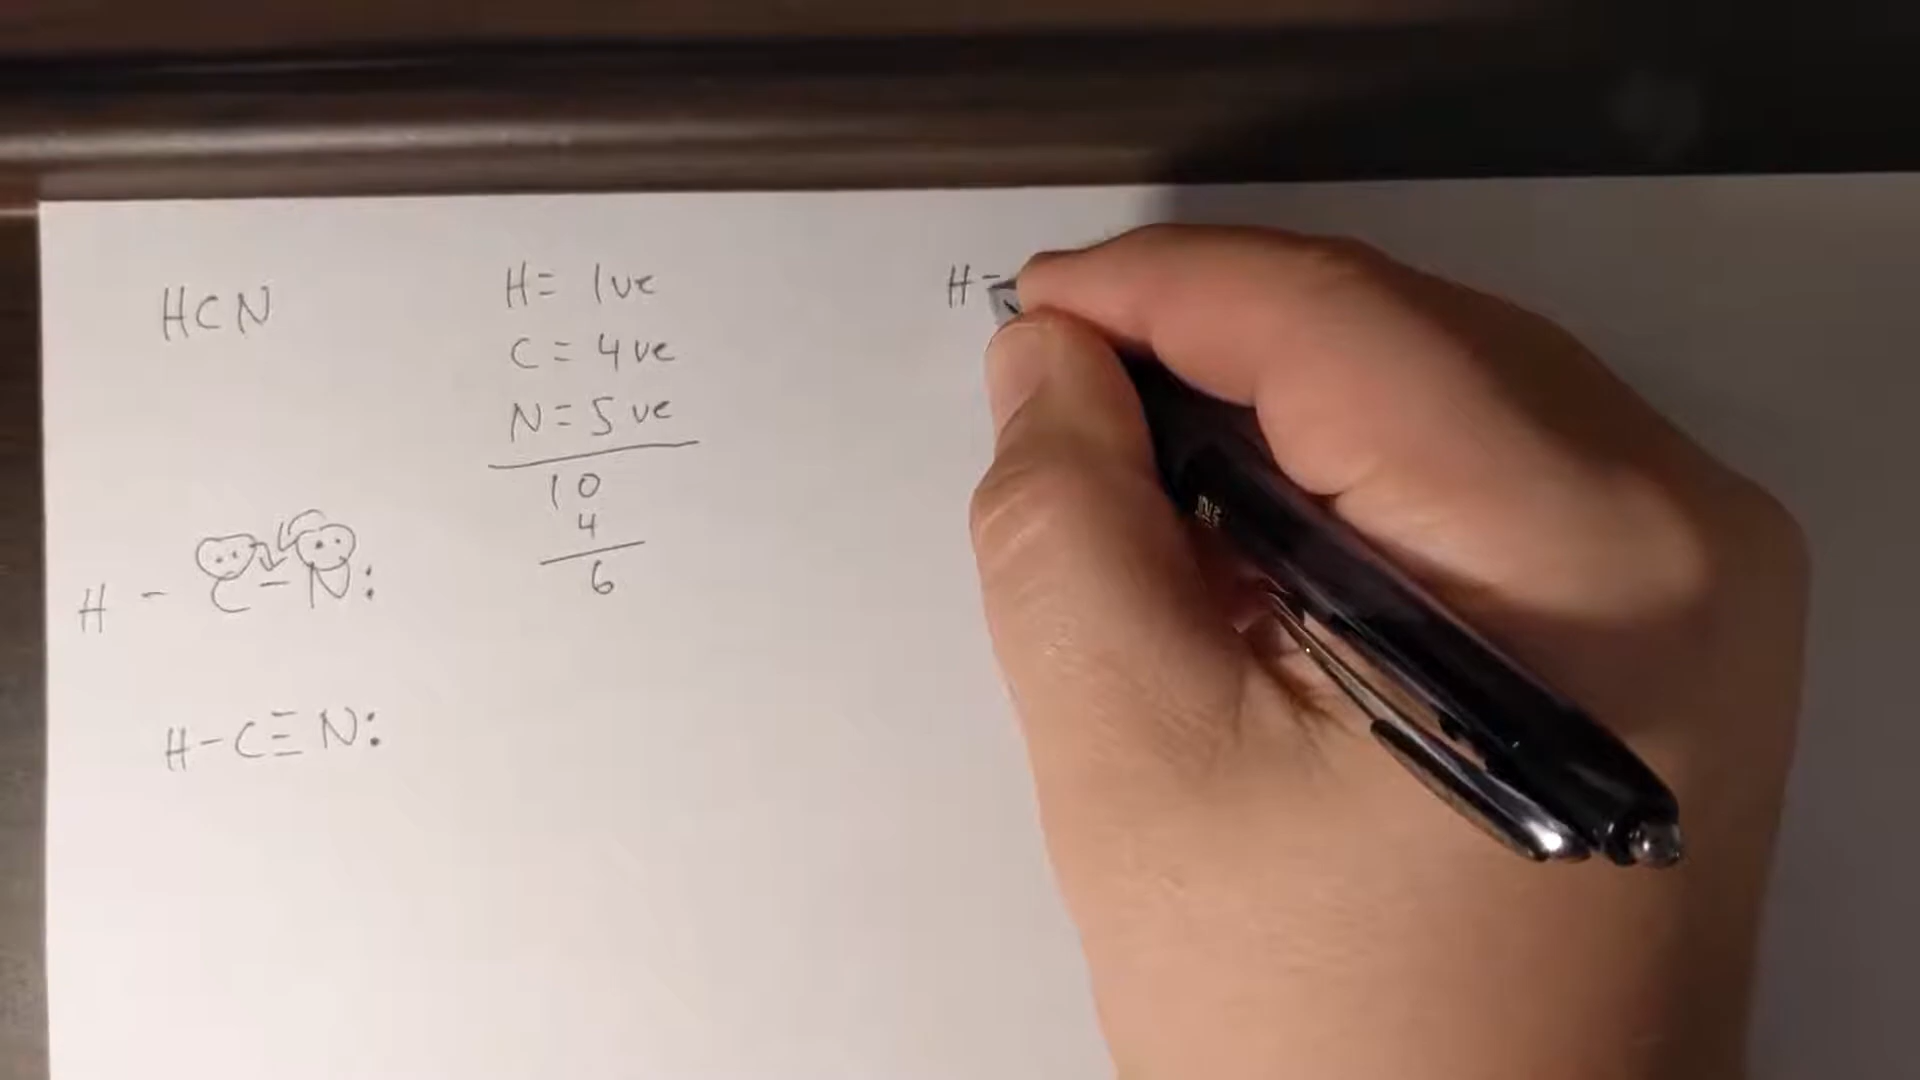 HCN
H= 1ve
C = 4ve
N = 5ve
10
4
6
H - C - N:
H-C≡N:
H=